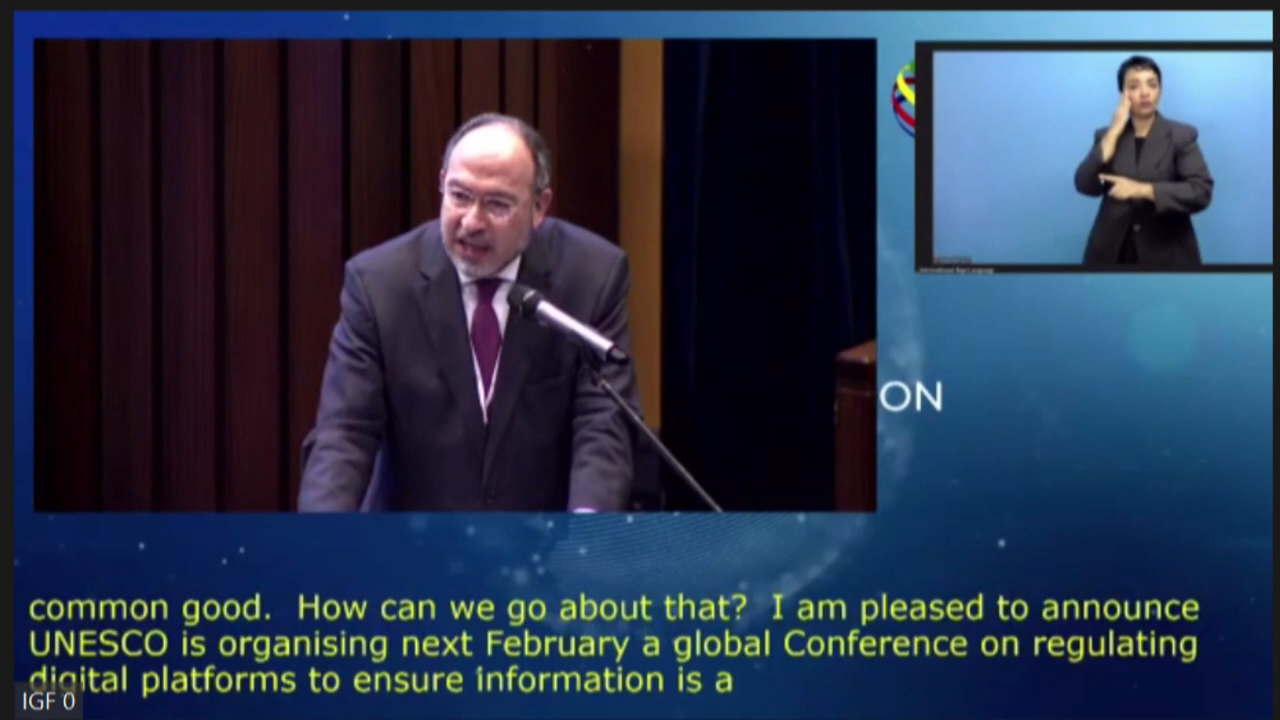 ON
common good.  How can we go about that?  I am pleased to announce
UNESCO is organising next February a global Conference on regulating
digital platforms to ensure information is a
IGF 0